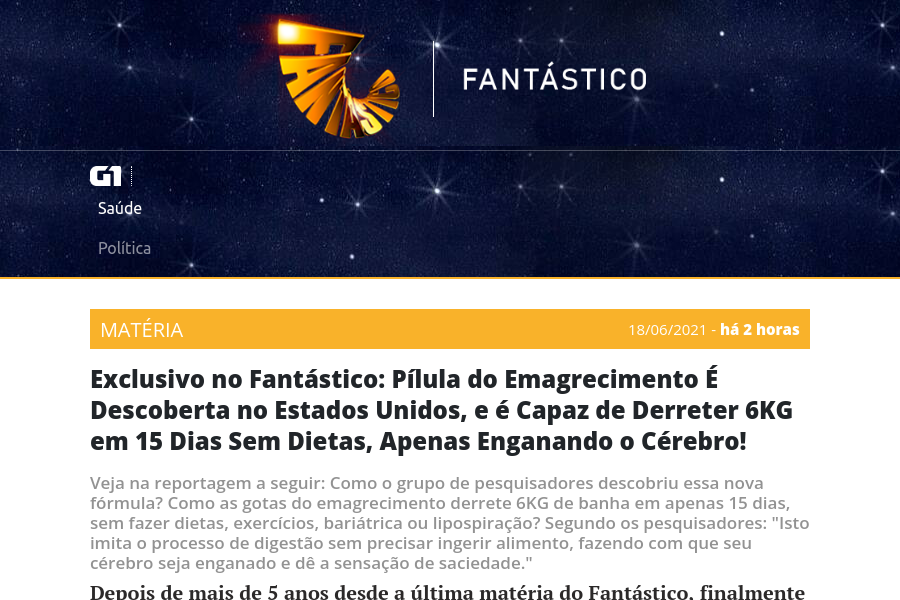 FANTÁSTICO
FANTÁSTICO
G1
Saúde
Política
MATÉRIA
18/06/2021 - há 2 horas
Exclusivo no Fantástico: Pílula do Emagrecimento É
Descoberta no Estados Unidos, e é Capaz de Derreter 6KG
em 15 Dias Sem Dietas, Apenas Enganando o Cérebro!
Veja na reportagem a seguir: Como o grupo de pesquisadores descobriu essa nova
fórmula? Como as gotas do emagrecimento derrete 6KG de banha em apenas 15 dias,
sem fazer dietas, exercícios, bariátrica ou lipospiração? Segundo os pesquisadores: "Isto
imita o processo de digestão sem precisar ingerir alimento, fazendo com que seu
cérebro seja enganado e dê a sensação de saciedade."
Depois de mais de 5 anos desde a última matéria do Fantástico, finalmente